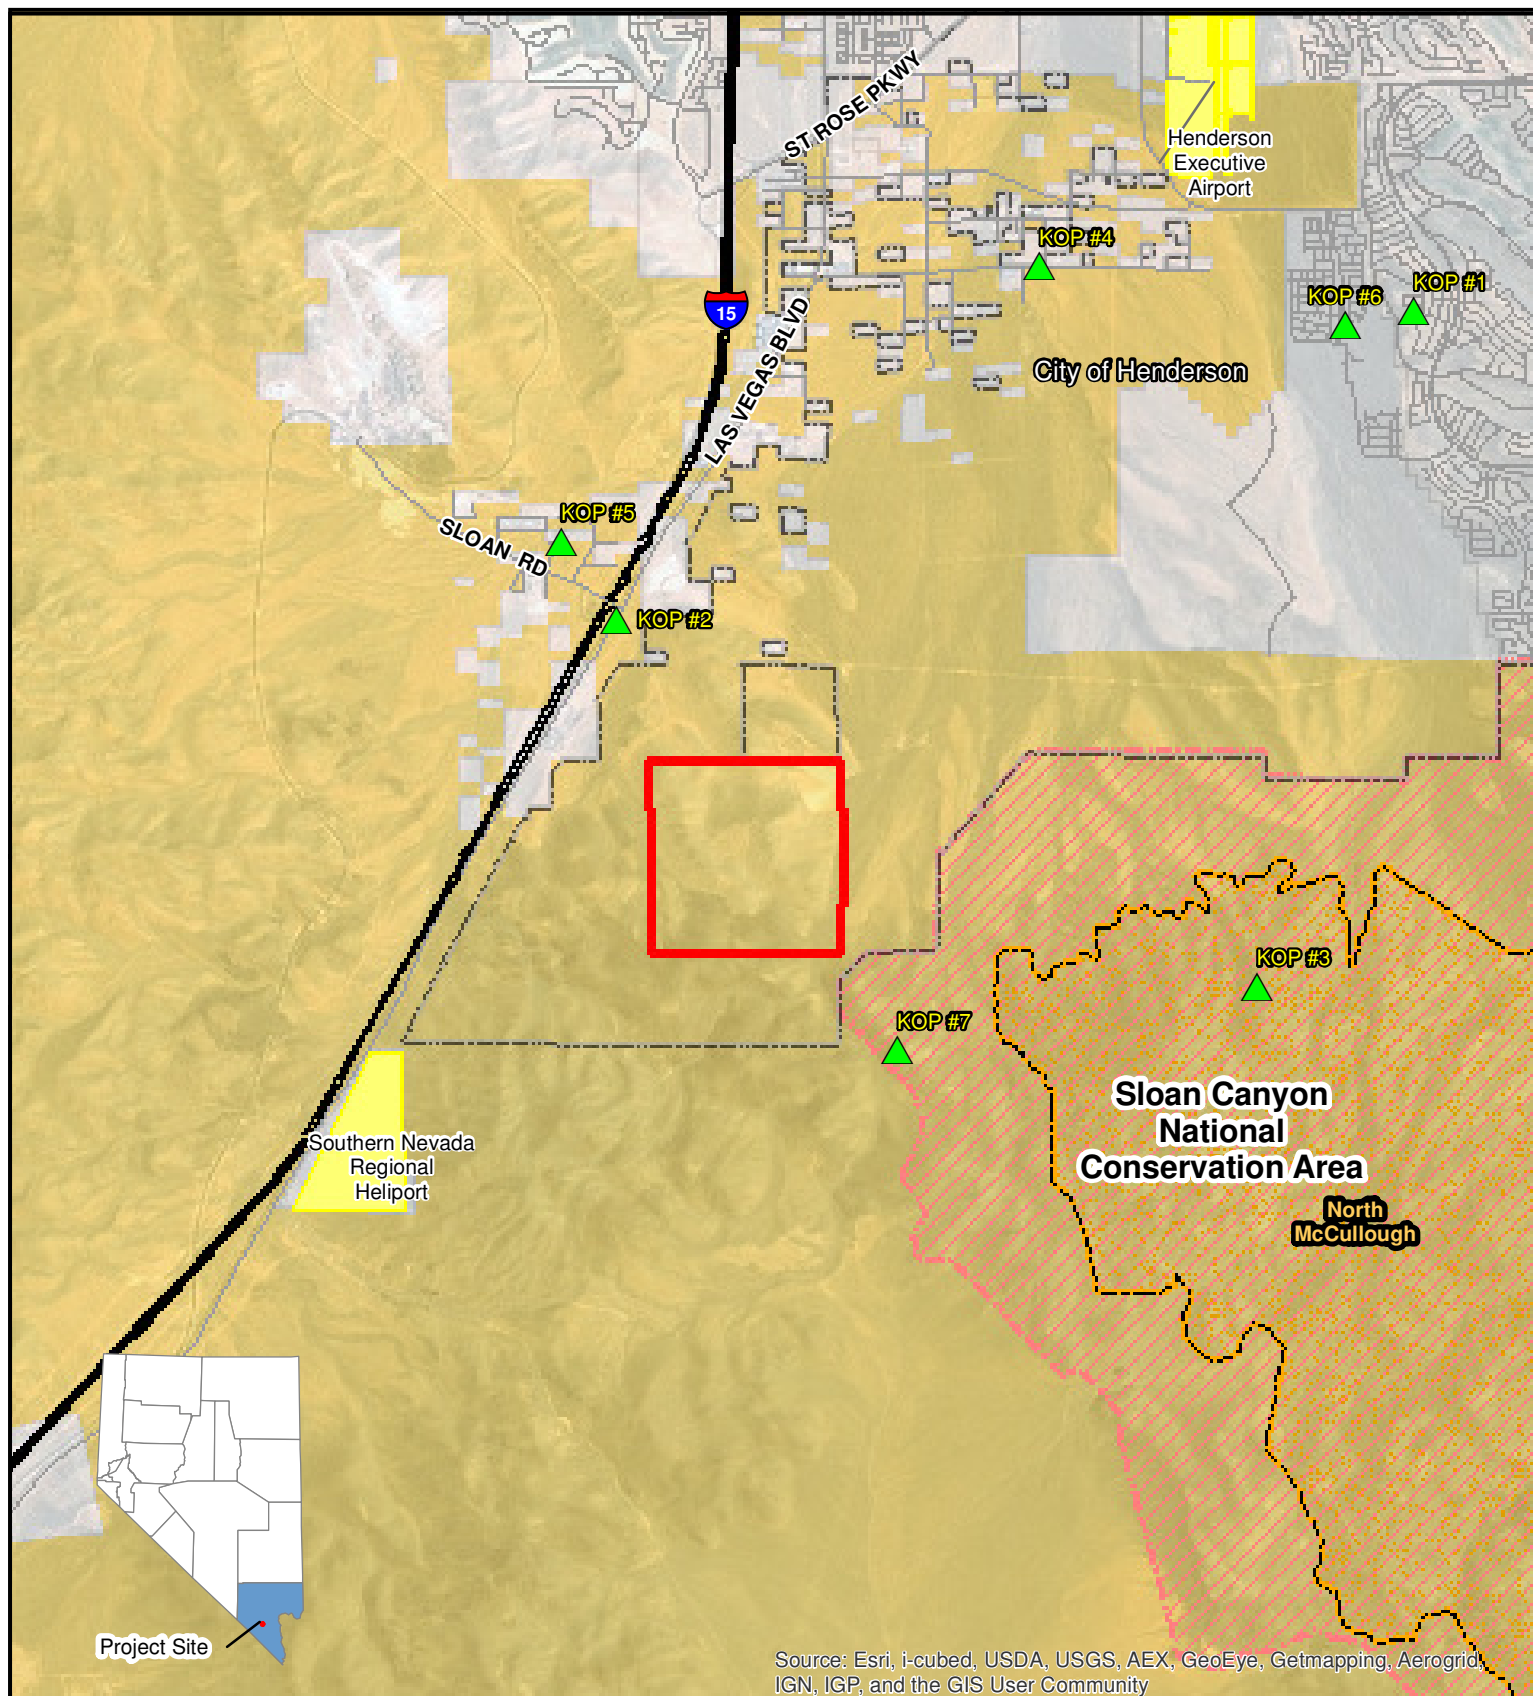 ST ROSE PKWY
Henderson
Executive
Airport
KOP #4
KOP #6
KOP #1
15
LAS VEGAS BLVD
City of Henderson
KOP #5
SLOAN RD
KOP #2
KOP #3
KOP #7
Sloan Canyon
National
Conservation Area
Southern Nevada
Regional
Heliport
North
McCullough
Project Site
Source: Esri, i-cubed, USDA, USGS, AEX, GeoEye, Getmapping, Aerogrid,
IGN, IGP, and the GIS User Community